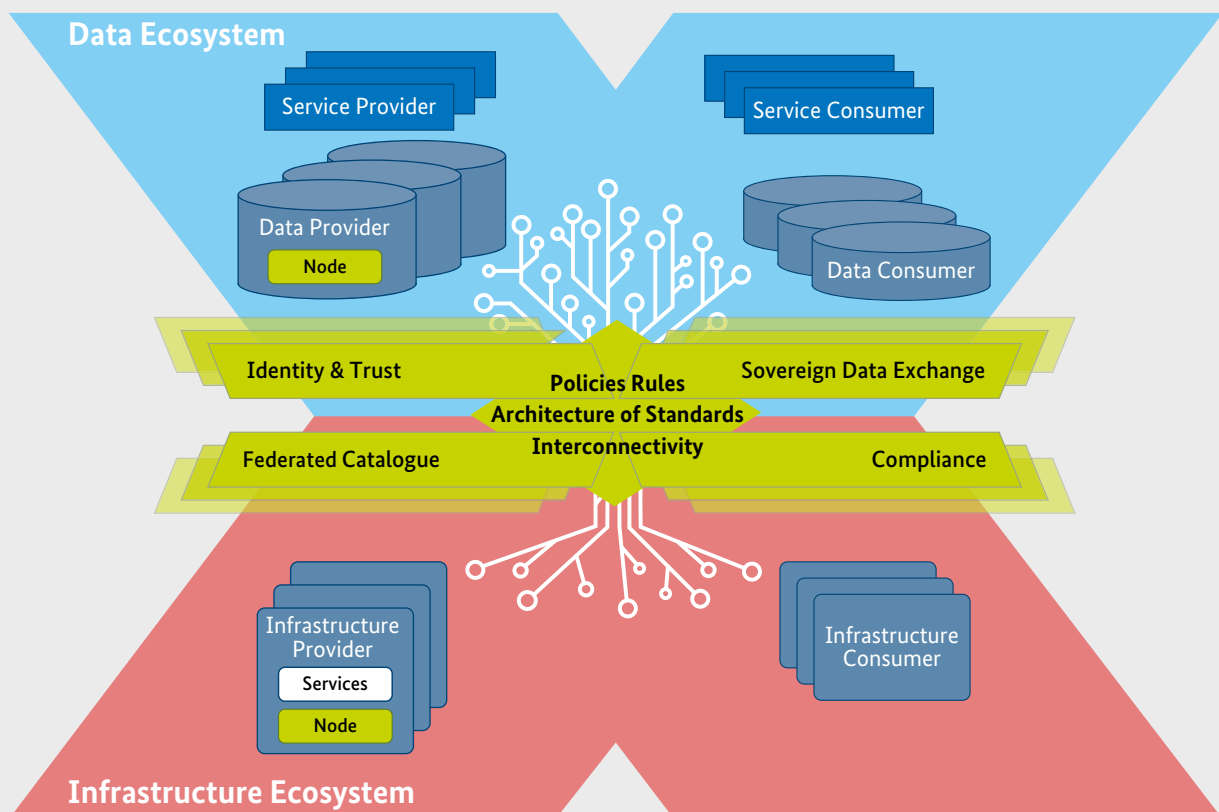 Data Ecosystem
Service Provider
Service Consumer
Data Provider
Node
Data Consumer
Identity & Trust
Sovereign Data Exchange
Policies Rules
Architecture of Standards
Interconnectivity
Federated Catalogue
Compliance
Infrastructure
Provider
Services
Node
Infrastructure
Consumer
Infrastructure Ecosystem